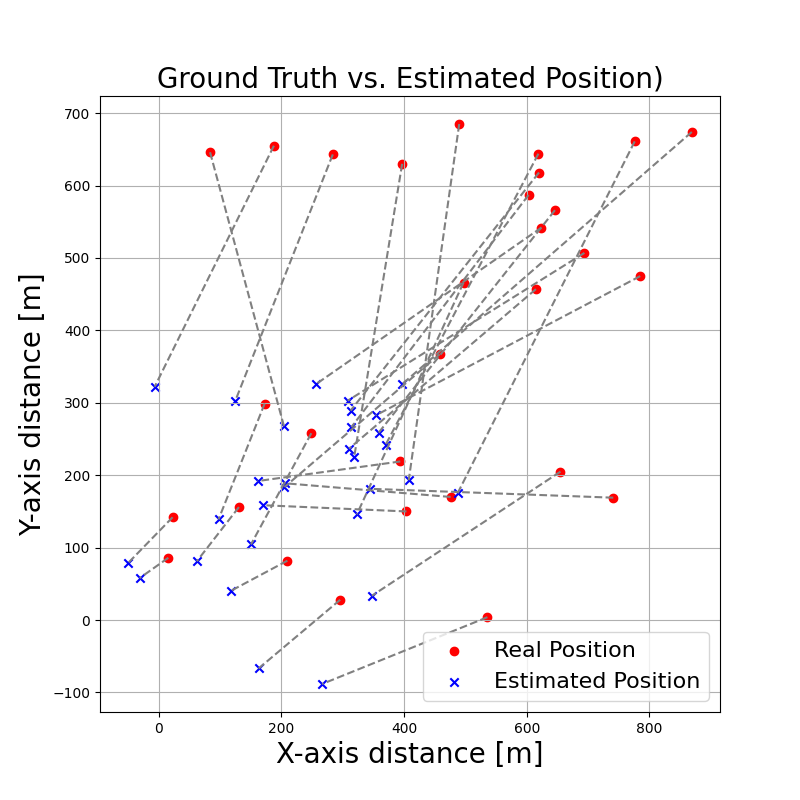 Ground Truth vs. Estimated Position)
700
600
500
400
300
200
100
0
−100
Y-axis distance [m]
0 200 400 600 800
X-axis distance [m]
Real Position
Estimated Position